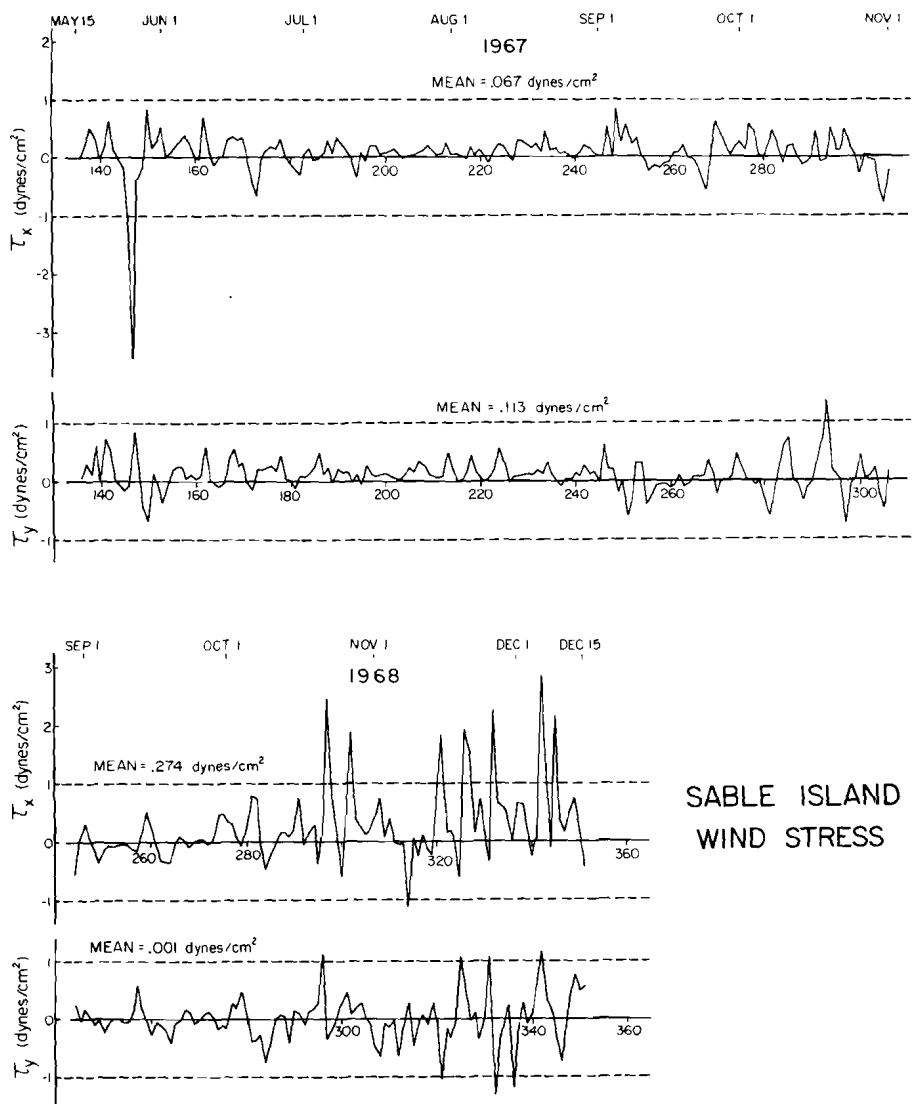 MAY 15 JUN 1 JUL 1 AUG 1 SEP 1 OCT 1 NOV 1
1967
2
MEAN = .067 dynes/cm²
1
0
140 160 180 200 220 240 260 280
-1
-2
-3
τx (dynes/cm²)
MEAN = .113 dynes/cm²
1
0
140 160 180 200 220 240 260 280 300
-1
τy (dynes/cm²)
SEP 1 OCT 1 NOV 1 DEC 1 DEC 15
1968
3
2
MEAN = .274 dynes/cm²
1
0
260 280 320 360
-1
τx (dynes/cm²)
SABLE ISLAND
WIND STRESS
MEAN = .001 dynes/cm²
1
0
300 340 360
-1
τy (dynes/cm²)